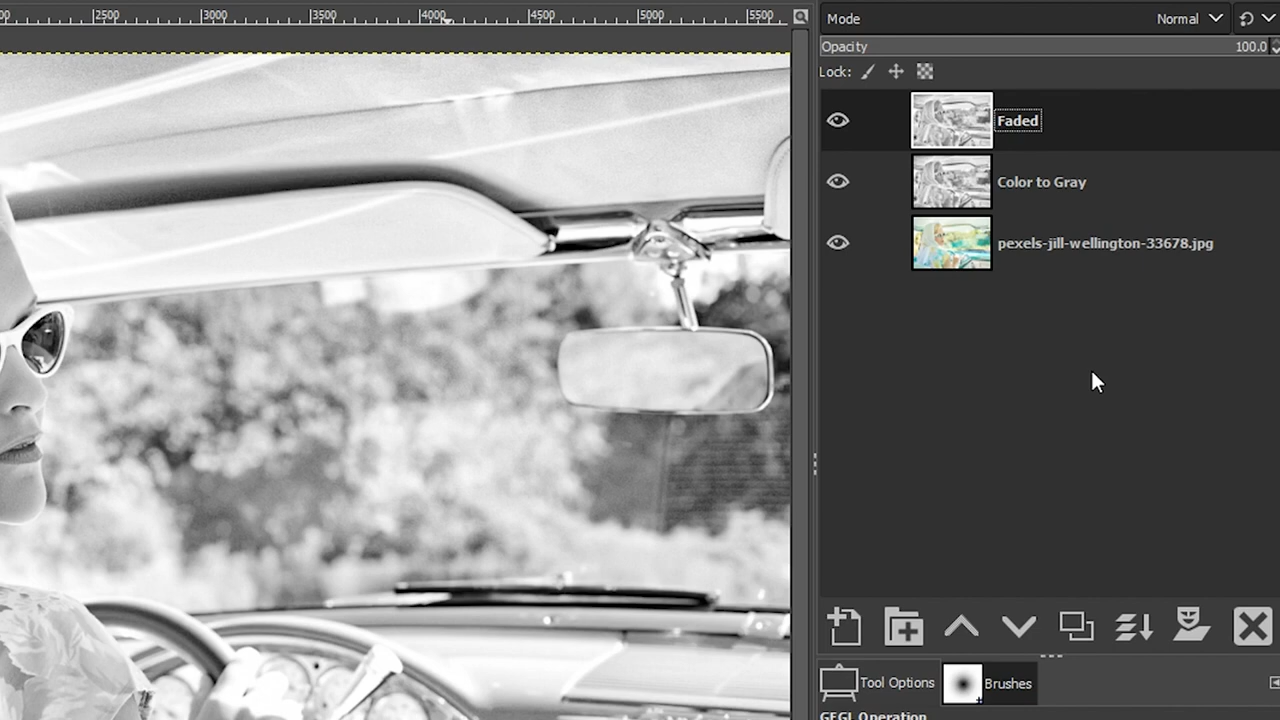 2500 3000 3500 4000 4500 5000 5500
Mode Normal
Opacity 100.0
Lock:
Faded
Color to Gray
pexels-jill-wellington-33678.jpg
Tool Options Brushes
GEGL Operation